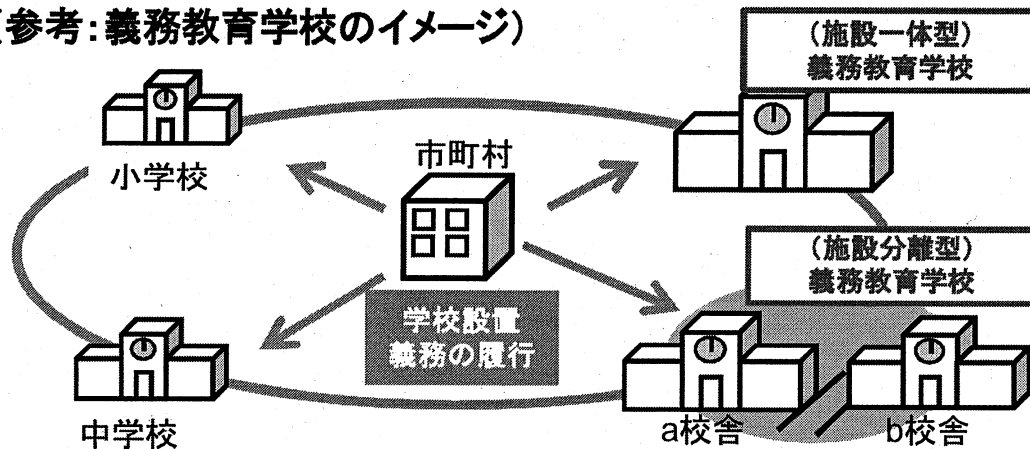 参考:義務教育学校のイメージ)
(施設一体型)
義務教育学校
小学校
市町村
(施設分離型)
義務教育学校
学校設置
義務の履行
中学校
a校舎
b校舎